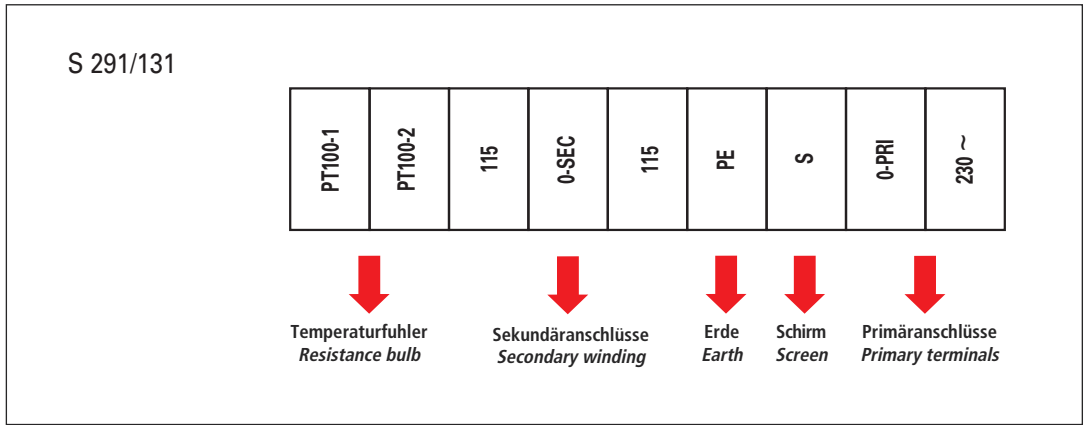 S 291/131
PT100-1
PT100-2
115
0-SEC
115
PE
S
0-PRI
230 ~
Temperaturfuhler
Resistance bulb
Sekundäranschlüsse
Secondary winding
Erde
Earth
Schirm
Screen
Primäranschlüsse
Primary terminals